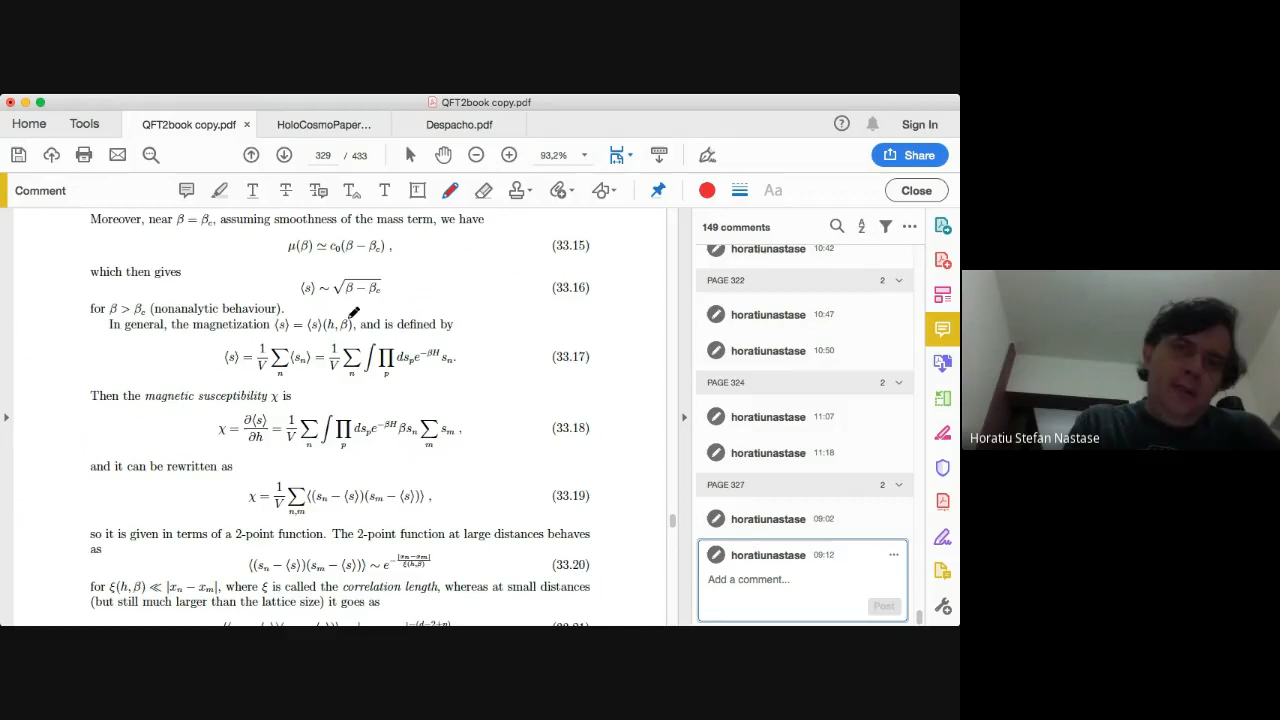 QFT2book copy.pdf
Home Tools QFT2book copy.pdf × HoloCosmoPaper... Despacho.pdf Sign In
329 / 433 93,2% Share
Comment Aa Close
Moreover, near β = β_c, assuming smoothness of the mass term, we have
μ(β) ≃ c₀(β − β_c) , (33.15)
which then gives
⟨s⟩ ∼ √(β − β_c) (33.16)
for β > β_c (nonanalytic behaviour).
In general, the magnetization ⟨s⟩ = ⟨s⟩(h, β), and is defined by
⟨s⟩ = 1/V ∑_n ⟨s_n⟩ = 1/V ∑_n ∫ ∏_p ds_p e^{−βH} s_n. (33.17)
Then the magnetic susceptibility χ is
χ = ∂⟨s⟩/∂h = 1/V ∑_n ∫ ∏_p ds_p e^{−βH} β s_n ∑_m s_m , (33.18)
and it can be rewritten as
χ = 1/V ∑_{n,m} ⟨(s_n − ⟨s⟩)(s_m − ⟨s⟩)⟩ , (33.19)
so it is given in terms of a 2-point function. The 2-point function at large distances behaves
as
⟨(s_n − ⟨s⟩)(s_m − ⟨s⟩)⟩ ∼ e^{−|x_n−x_m|/ξ(h,β)} (33.20)
for ξ(h, β) ≪ |x_n − x_m|, where ξ is called the correlation length, whereas at small distances
(but still much larger than the lattice size) it goes as
149 comments
horatiunastase 10:42
PAGE 322 2
horatiunastase 10:47
horatiunastase 10:50
PAGE 324 2
horatiunastase 11:07
horatiunastase 11:18
PAGE 327 2
horatiunastase 09:02
horatiunastase 09:12
Add a comment...
Post
Horatiu Stefan Nastase